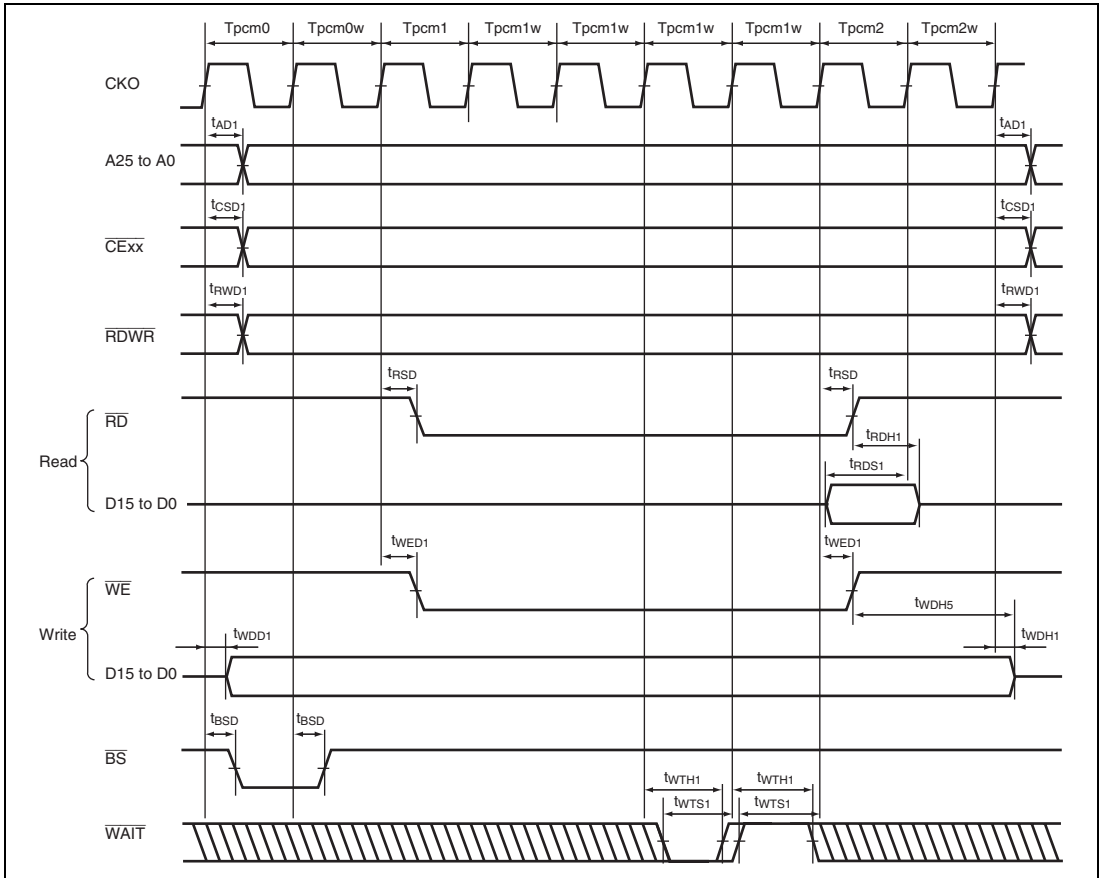 Tpcm0 Tpcm0w Tpcm1 Tpcm1w Tpcm1w Tpcm1w Tpcm1w Tpcm2 Tpcm2w
CKO
tAD1 tAD1
A25 to A0
tCSD1 tCSD1
CExx
tRWD1 tRWD1
RDWR
tRSD tRSD
RD
tRDH1
Read
tRDS1
D15 to D0
tWED1 tWED1
WE
tWDH5
Write
tWDD1 tWDH1
D15 to D0
tBSD tBSD
BS
tWTH1 tWTH1
tWTS1 tWTS1
WAIT